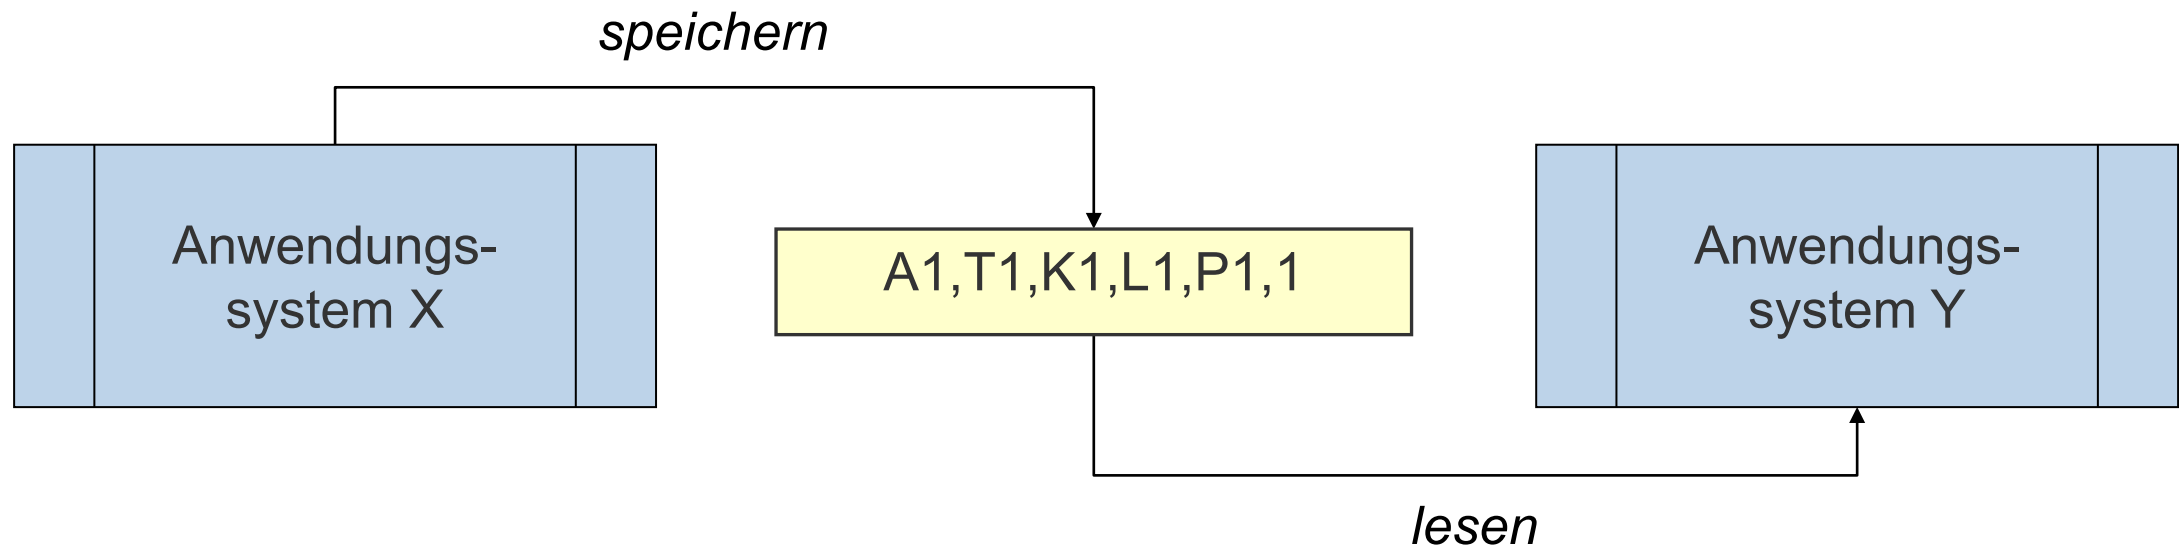 speichern
Anwendungs-
system X
A1,T1,K1,L1,P1,1
Anwendungs-
system Y
lesen